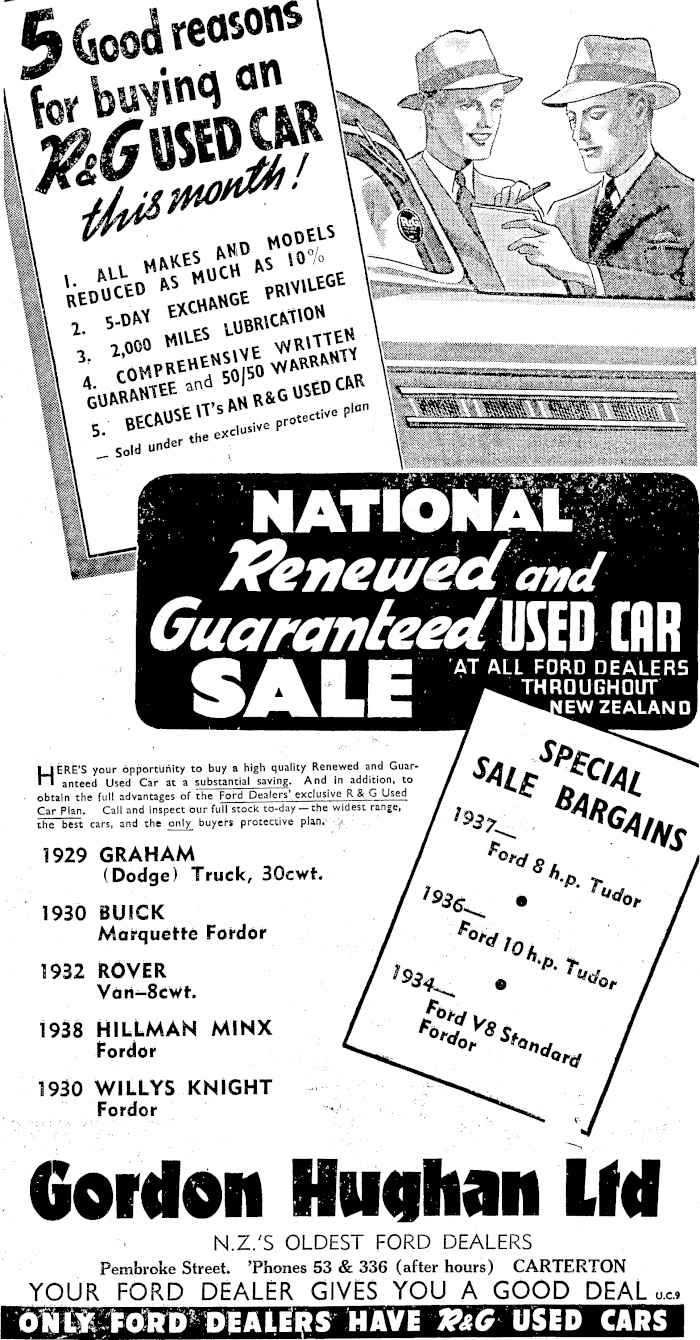 5 Good reasons
for buying an
R&G USED CAR
this month!
1. ALL MAKES AND MODELS
REDUCED AS MUCH AS 10%
2. 5-DAY EXCHANGE PRIVILEGE
3. 2,000 MILES LUBRICATION
4. COMPREHENSIVE WRITTEN
GUARANTEE and 50/50 WARRANTY
5. BECAUSE IT's AN R&G USED CAR
— Sold under the exclusive protective plan
R&G
NATIONAL
Renewed and
Guaranteed USED CAR
SALE
AT ALL FORD DEALERS
THROUGHOUT
NEW ZEALAND
HERE'S your opportunity to buy a high quality Renewed and Guar-
anteed Used Car at a substantial saving. And in addition, to
obtain the full advantages of the Ford Dealers' exclusive R & G Used
Car Plan. Call and inspect our full stock to-day — the widest range,
the best cars, and the only buyers protective plan.
1929 GRAHAM
(Dodge) Truck, 30cwt.
1930 BUICK
Marquette Fordor
1932 ROVER
Van–8cwt.
1938 HILLMAN MINX
Fordor
1930 WILLYS KNIGHT
Fordor
SPECIAL
SALE BARGAINS
1937—
Ford 8 h.p. Tudor
1936—
Ford 10 h.p. Tudor
1934—
Ford V8 Standard
Fordor
Gordon Hughan Ltd
N.Z.'S OLDEST FORD DEALERS
Pembroke Street. 'Phones 53 & 336 (after hours) CARTERTON
YOUR FORD DEALER GIVES YOU A GOOD DEAL U.C.9
ONLY FORD DEALERS HAVE R&G USED CARS